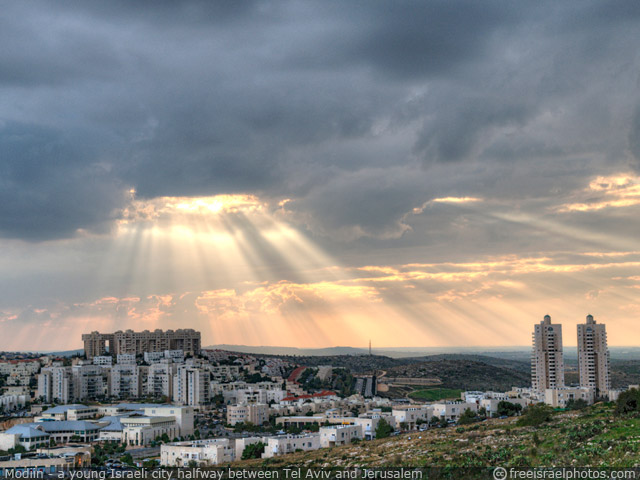 Modiin - a young Israeli city halfway between Tel Aviv and Jerusalem
freeisraelphotos.com